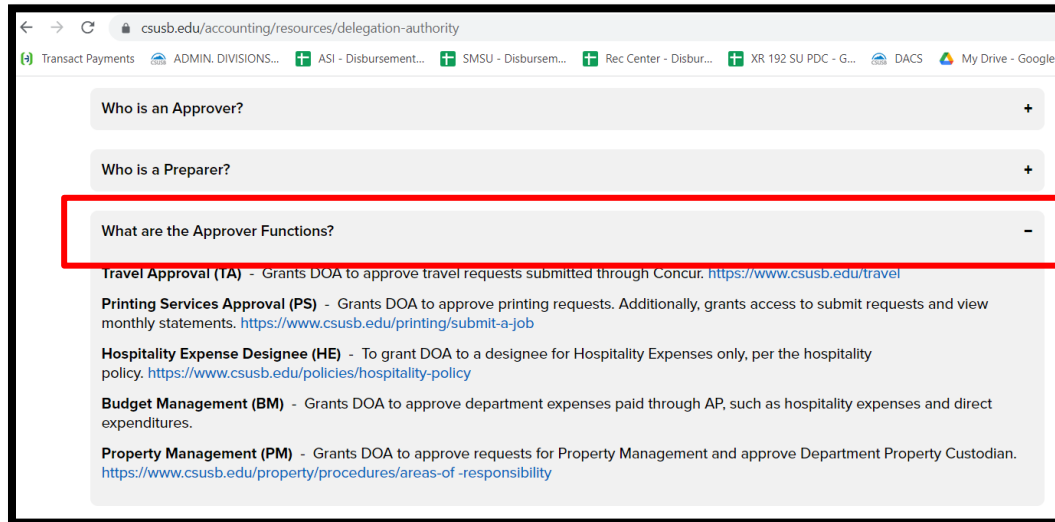 csusb.edu/accounting/resources/delegation-authority
Transact Payments ADMIN. DIVISIONS... ASI - Disbursement... SMSU - Disbursem... Rec Center - Disbur... XR 192 SU PDC - G... DACS My Drive - Google
Who is an Approver? +
Who is a Preparer? +
What are the Approver Functions? -
Travel Approval (TA) - Grants DOA to approve travel requests submitted through Concur. https://www.csusb.edu/travel
Printing Services Approval (PS) - Grants DOA to approve printing requests. Additionally, grants access to submit requests and view
monthly statements. https://www.csusb.edu/printing/submit-a-job
Hospitality Expense Designee (HE) - To grant DOA to a designee for Hospitality Expenses only, per the hospitality
policy. https://www.csusb.edu/policies/hospitality-policy
Budget Management (BM) - Grants DOA to approve department expenses paid through AP, such as hospitality expenses and direct
expenditures.
Property Management (PM) - Grants DOA to approve requests for Property Management and approve Department Property Custodian.
https://www.csusb.edu/property/procedures/areas-of -responsibility